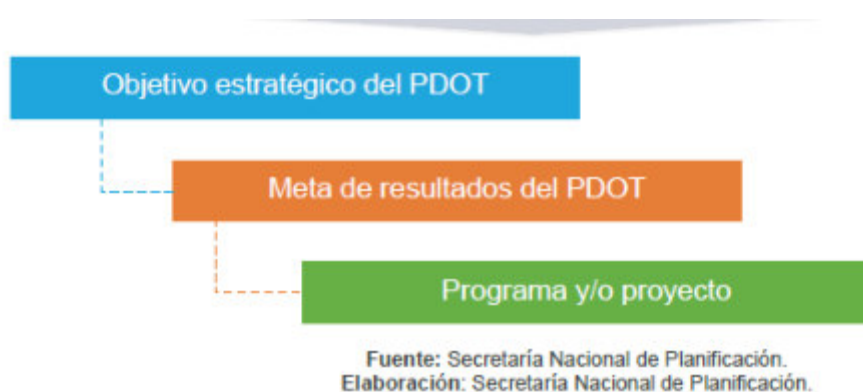 Objetivo estratégico del PDOT
Meta de resultados del PDOT
Programa y/o proyecto
Fuente: Secretaría Nacional de Planificación.
Elaboración: Secretaría Nacional de Planificación.